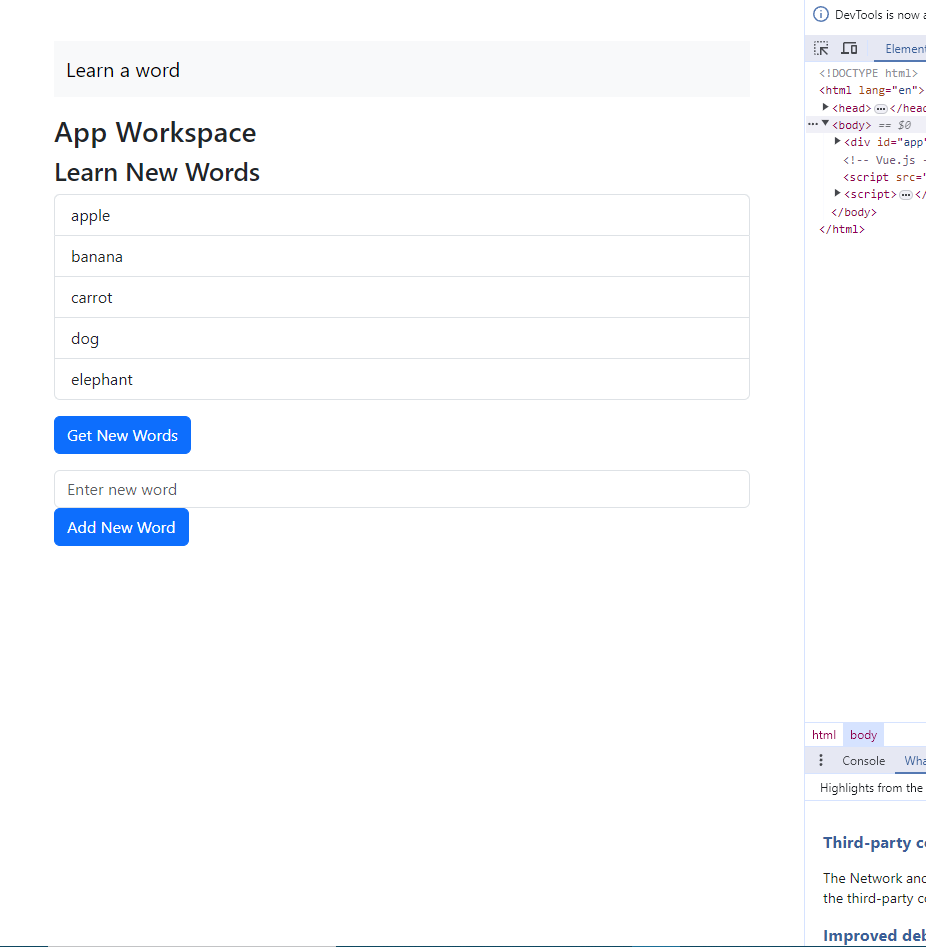 Learn a word
App Workspace
Learn New Words
apple
banana
carrot
dog
elephant
Get New Words
Enter new word
Add New Word
DevTools is now
Element
<!DOCTYPE html>
<html lang="en">
<head> … </head
<body> == $0
<div id="app"
<!-- Vue.js -
<script src="
<script> … </
</body>
</html>
html body
Console Wha
Highlights from the
Third-party c
The Network and
the third-party c
Improved deb